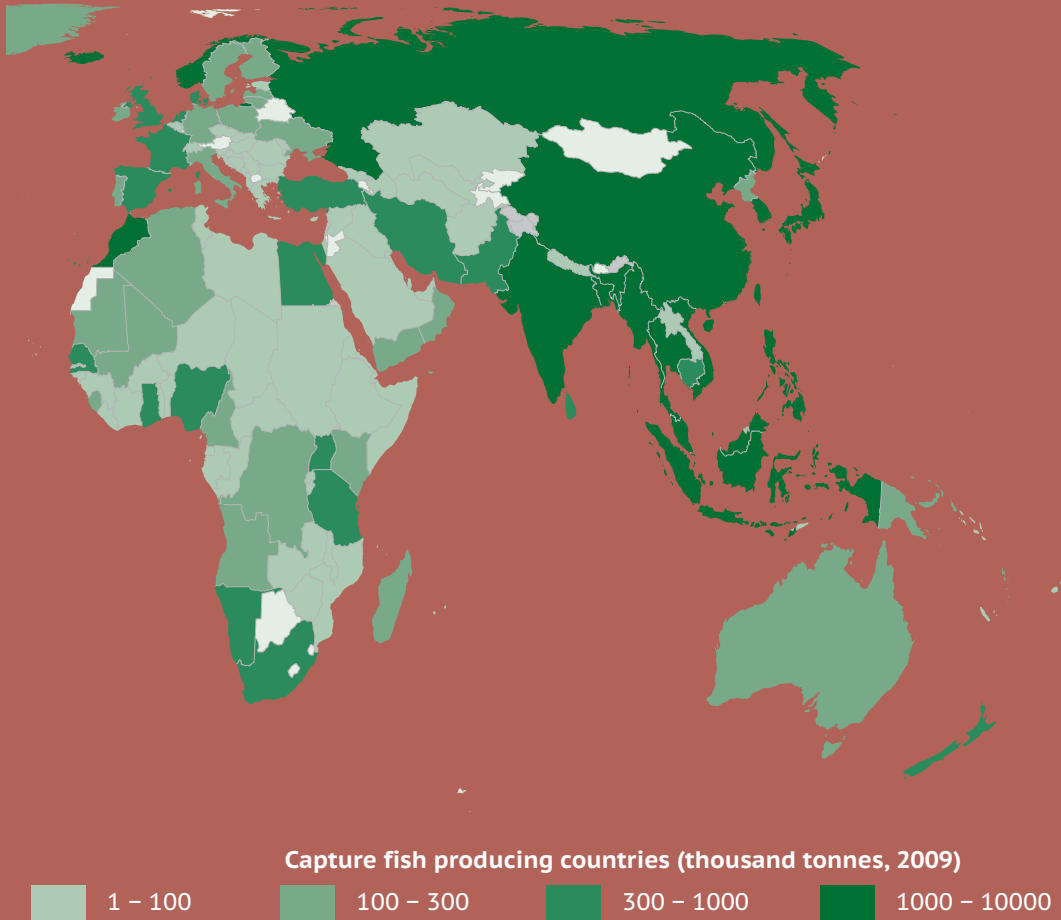 Capture fish producing countries (thousand tonnes, 2009)
1 – 100 100 – 300 300 – 1000 1000 – 10000